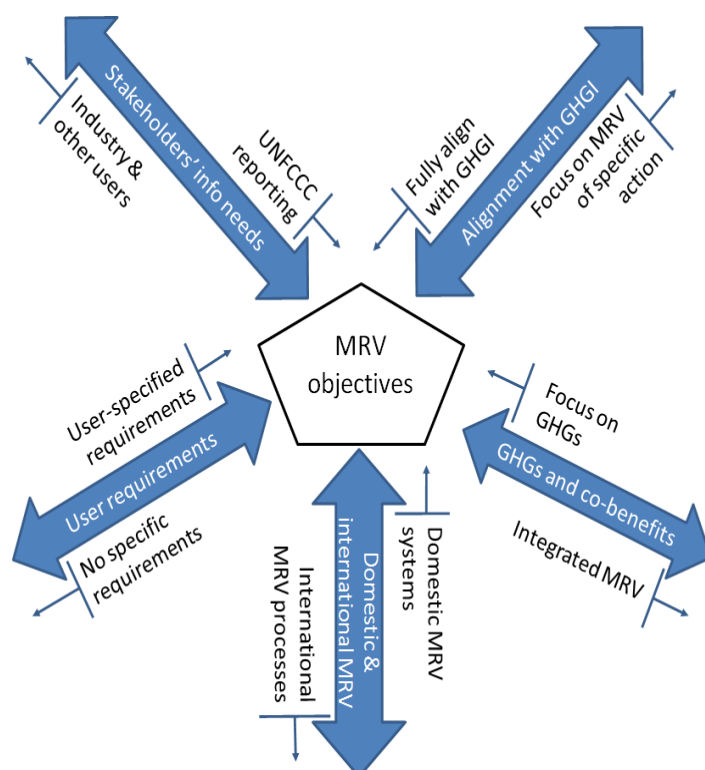 Stakeholders' info needs
Industry &
other users
UNFCCC
reporting
Fully align
with GHGI
Alignment with GHGI
Focus on MRV
of specific
action
MRV
objectives
User-specified
requirements
User requirements
No specific
requirements
Focus on
GHGs
GHGs and co-benefits
Integrated MRV
Domestic MRV
systems
Domestic &
international MRV
International
MRV processes